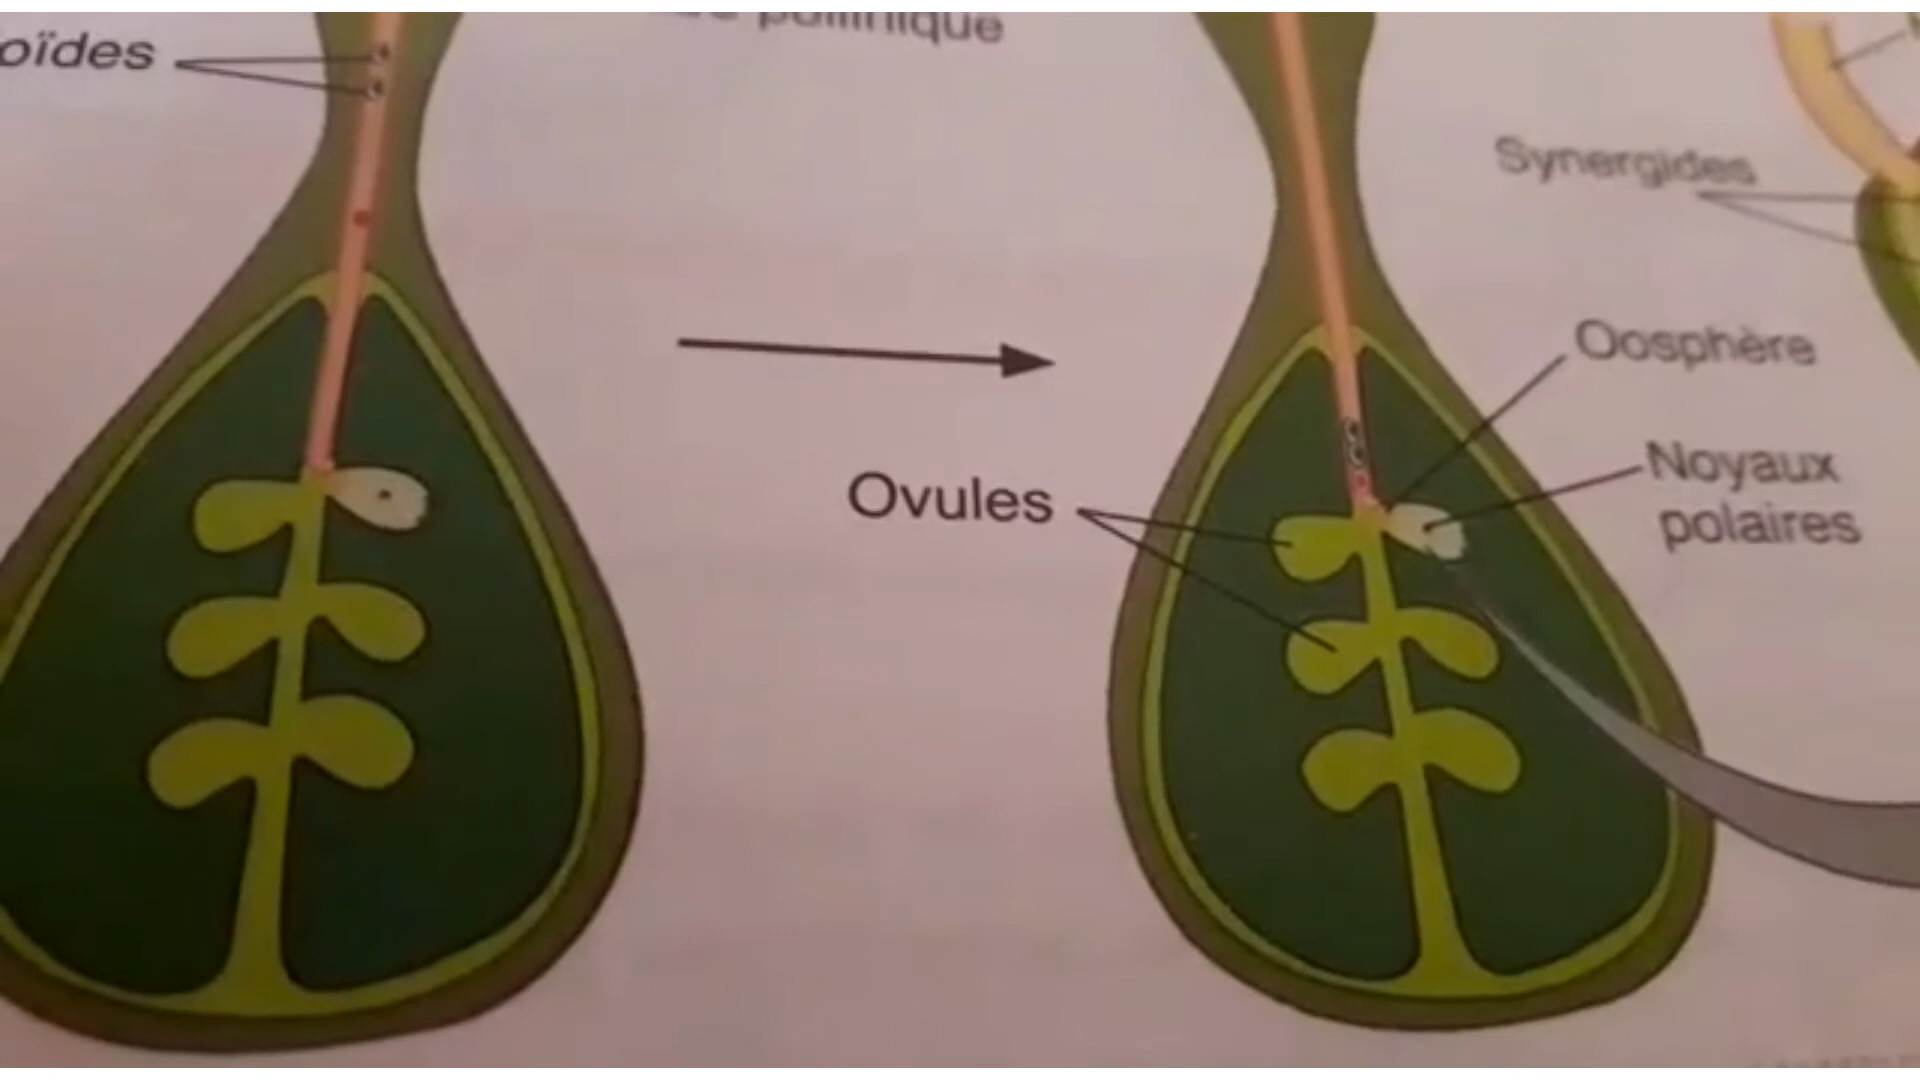 oïdes
pollinique
Synergides
Oosphère
Ovules
Noyaux
polaires